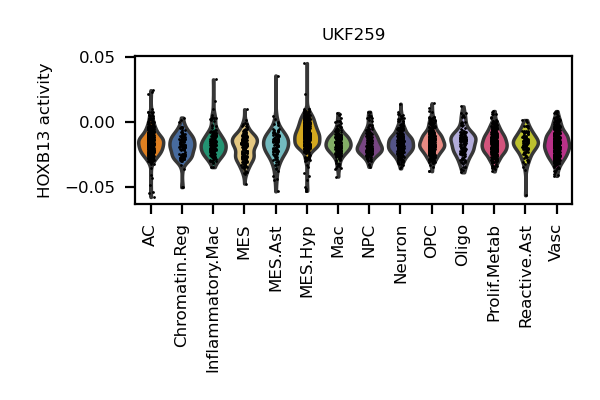 UKF259
HOXB13 activity
0.05
0.00
−0.05
AC
Chromatin.Reg
Inflammatory.Mac
MES
MES.Ast
MES.Hyp
Mac
NPC
Neuron
OPC
Oligo
Prolif.Metab
Reactive.Ast
Vasc